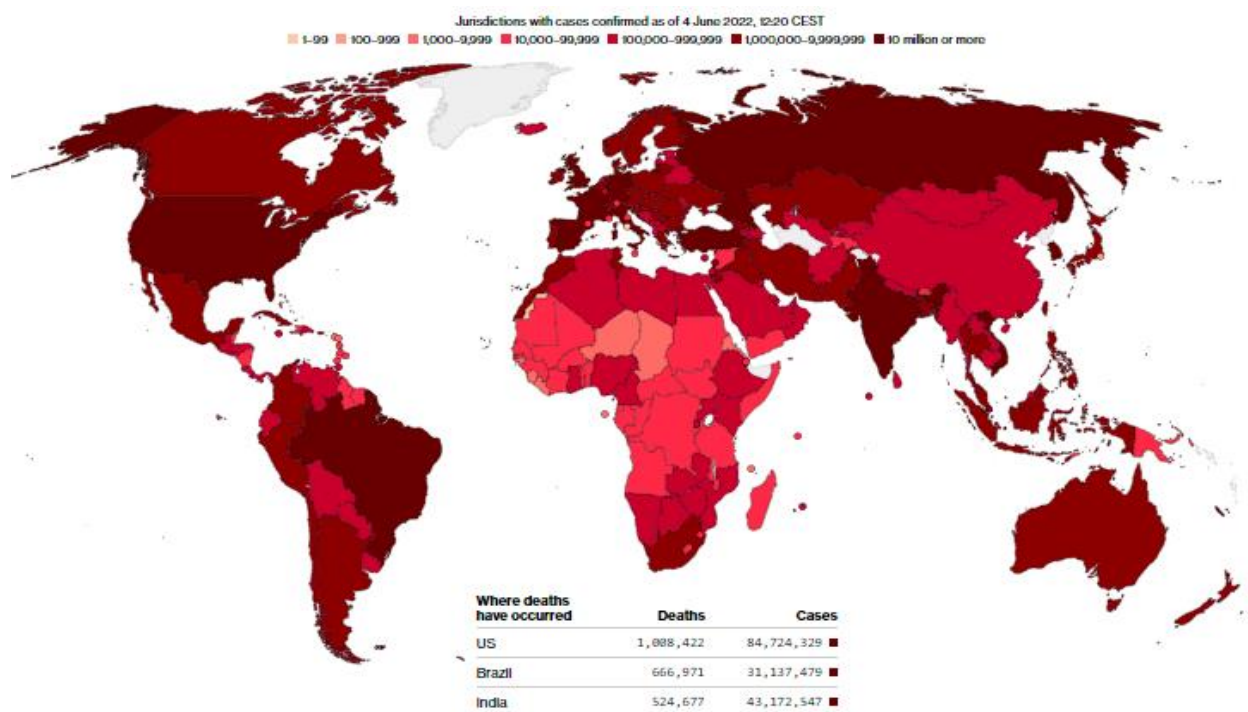 Jurisdictions with cases confirmed as of 4 June 2022, 12:20 CEST
1–99 100–999 1,000–9,999 10,000–99,999 100,000–999,999 1,000,000–9,999,999 10 million or more
Where deaths
have occurred Deaths Cases
US 1,008,422 84,724,329
Brazil 666,971 31,137,479
India 524,677 43,172,547